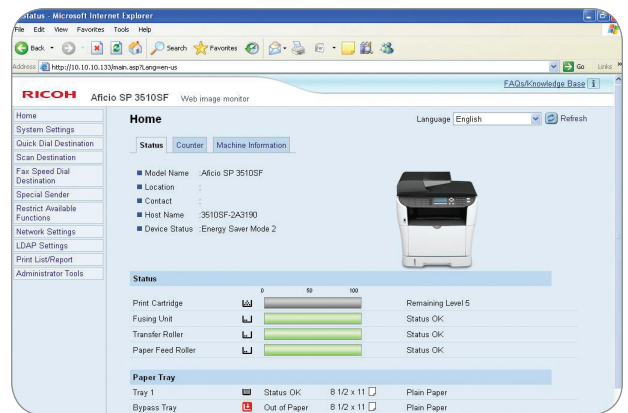 Status - Microsoft Internet Explorer
File Edit View Favorites Tools Help
Back Search Favorites
Address http://10.10.10.133/main.asp?Lang=en-us Go Links »
FAQs/Knowledge Base
RICOH Aficio SP 3510SF Web image monitor
Home
System Settings
Quick Dial Destination
Scan Destination
Fax Speed Dial
Destination
Special Sender
Restrict Available
Functions
Network Settings
LDAP Settings
Print List/Report
Administrator Tools
Home Language English Refresh
Status Counter Machine Information
Model Name :Aficio SP 3510SF
Location :
Contact :
Host Name :3510SF-2A3190
Device Status :Energy Saver Mode 2
Status
0 50 100
Print Cartridge Remaining Level 5
Fusing Unit Status OK
Transfer Roller Status OK
Paper Feed Roller Status OK
Paper Tray
Tray 1 Status OK 8 1/2 x 11 Plain Paper
Bypass Tray Out of Paper 8 1/2 x 11 Plain Paper